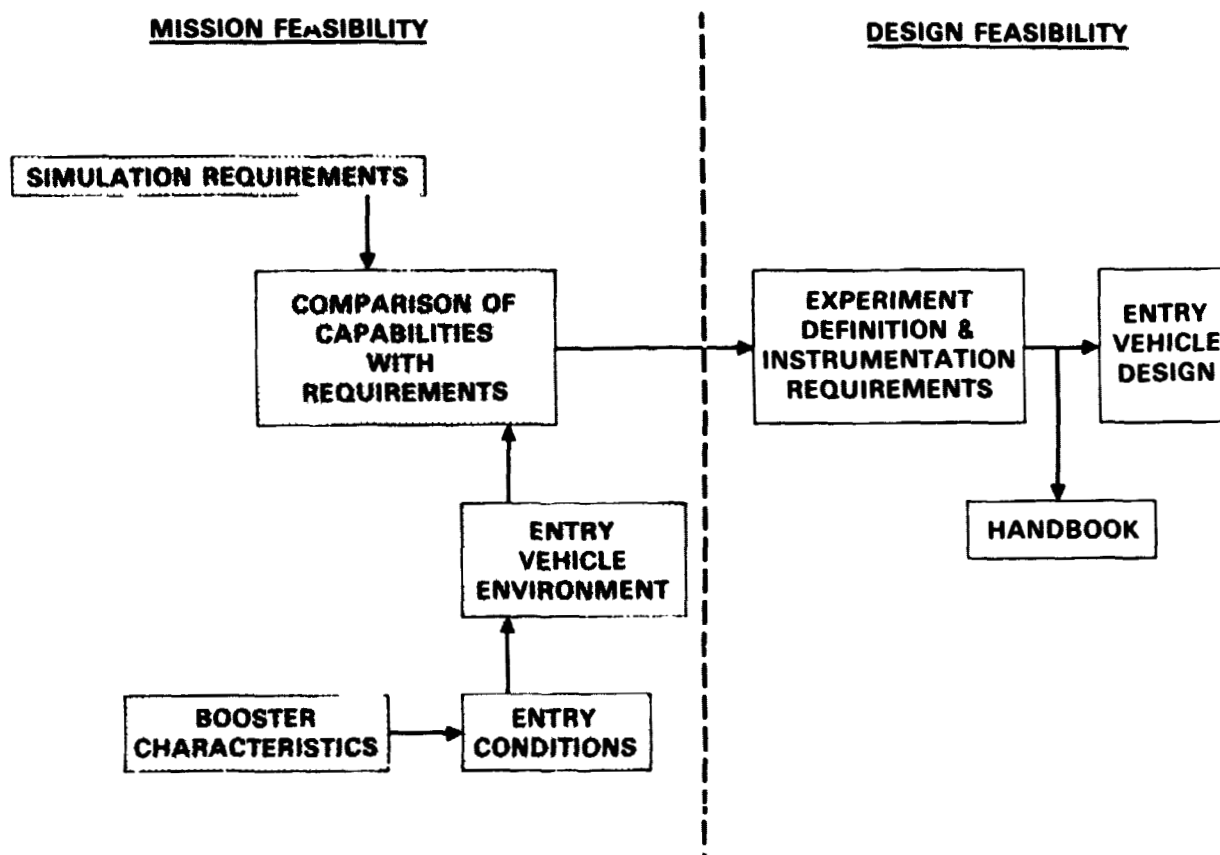 MISSION FEASIBILITY
DESIGN FEASIBILITY
SIMULATION REQUIREMENTS
COMPARISON OF
CAPABILITIES
WITH
REQUIREMENTS
EXPERIMENT
DEFINITION &
INSTRUMENTATION
REQUIREMENTS
ENTRY
VEHICLE
DESIGN
ENTRY
VEHICLE
ENVIRONMENT
HANDBOOK
BOOSTER
CHARACTERISTICS
ENTRY
CONDITIONS